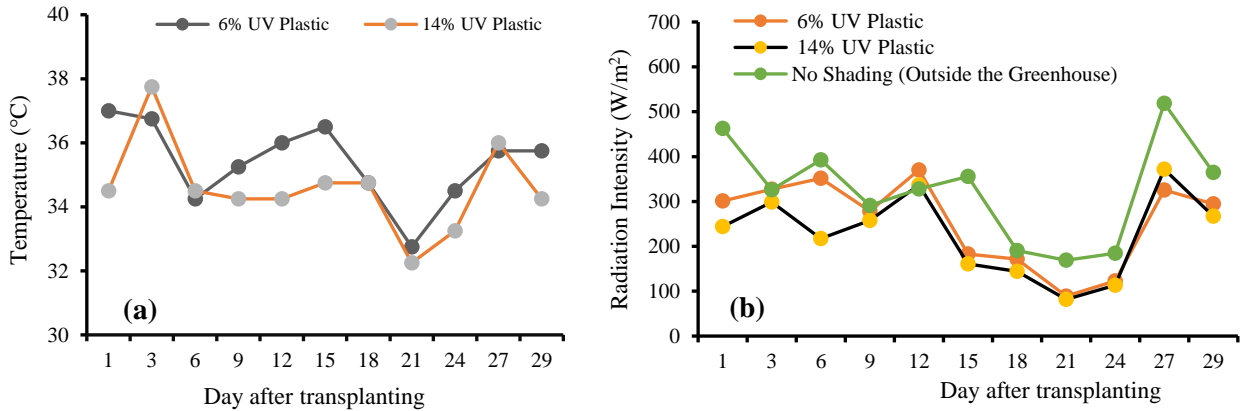 6% UV Plastic
14% UV Plastic
Temperature (°C)
40
38
36
34
32
30
(a)
1 3 6 9 12 15 18 21 24 27 29
Day after transplanting
6% UV Plastic
14% UV Plastic
No Shading (Outside the Greenhouse)
Radiation Intensity (W/m²)
700
600
500
400
300
200
100
0
(b)
1 3 6 9 12 15 18 21 24 27 29
Day after transplanting